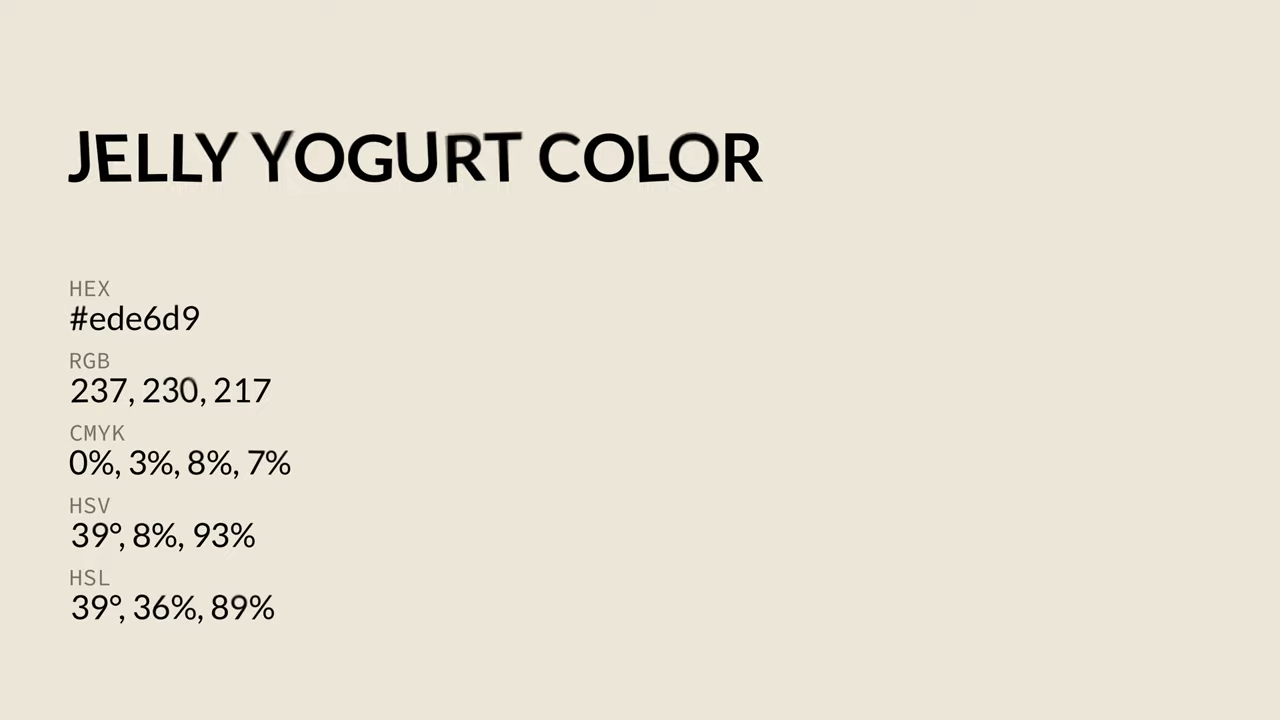 JELLY YOGURT COLOR
HEX
#ede6d9
RGB
237, 230, 217
CMYK
0%, 3%, 8%, 7%
HSV
39°, 8%, 93%
HSL
39°, 36%, 89%